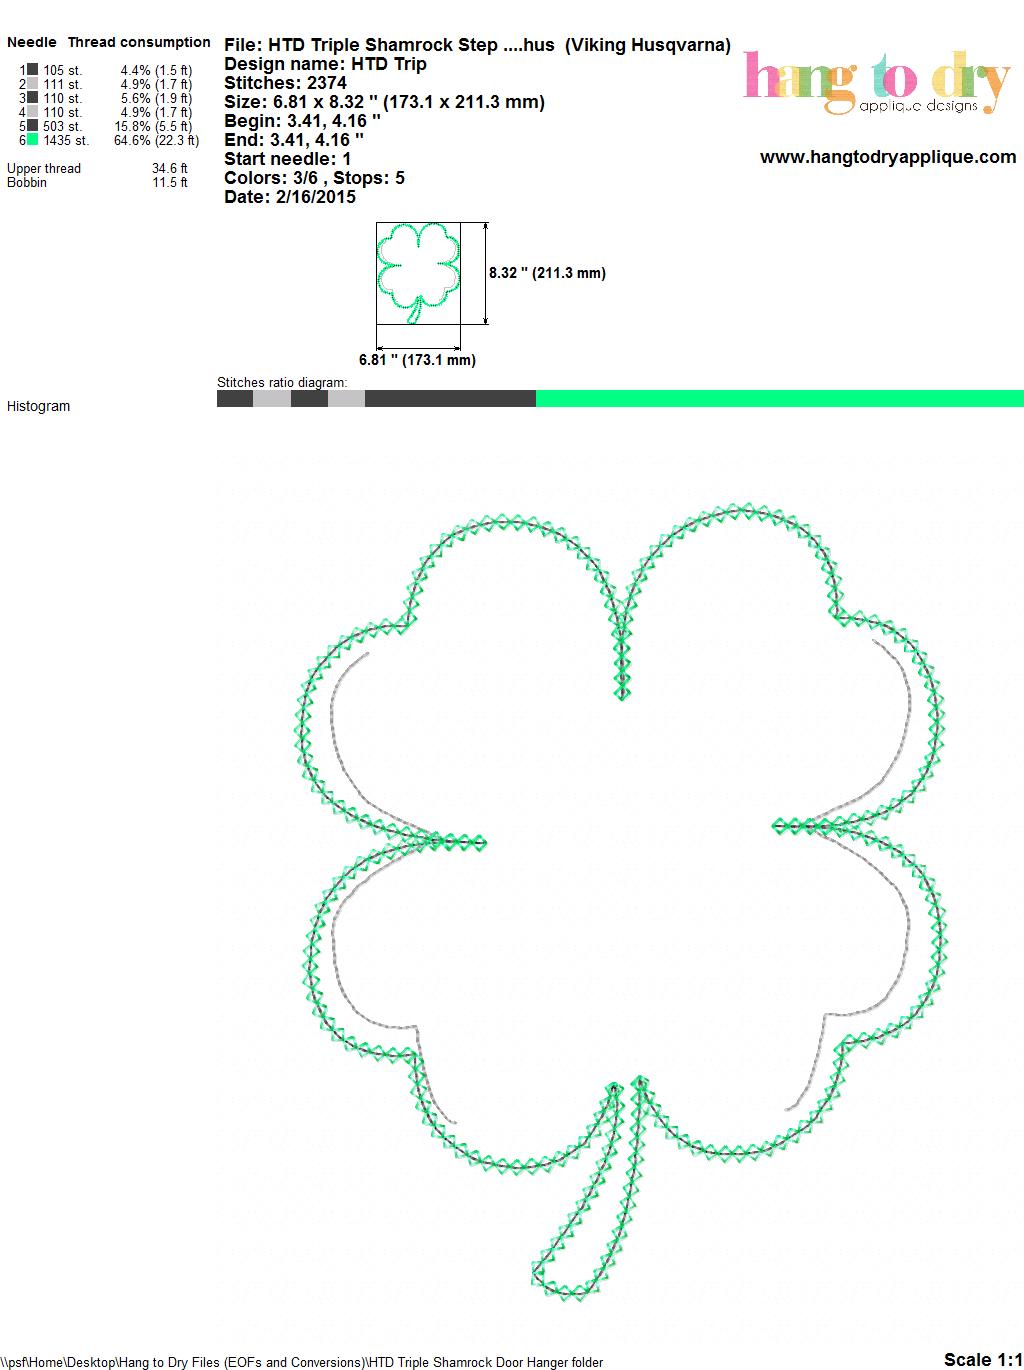 Needle Thread consumption
1 105 st. 4.4% (1.5 ft)
2 111 st. 4.9% (1.7 ft)
3 110 st. 5.6% (1.9 ft)
4 110 st. 4.9% (1.7 ft)
5 503 st. 15.8% (5.5 ft)
6 1435 st. 64.6% (22.3 ft)
Upper thread 34.6 ft
Bobbin 11.5 ft
File: HTD Triple Shamrock Step ....hus (Viking Husqvarna)
Design name: HTD Trip
Stitches: 2374
Size: 6.81 x 8.32 " (173.1 x 211.3 mm)
Begin: 3.41, 4.16 "
End: 3.41, 4.16 "
Start needle: 1
Colors: 3/6 , Stops: 5
Date: 2/16/2015
hang to dry
applique designs
www.hangtodryapplique.com
8.32 " (211.3 mm)
6.81 " (173.1 mm)
Stitches ratio diagram:
Histogram
\\psf\Home\Desktop\Hang to Dry Files (EOFs and Conversions)\HTD Triple Shamrock Door Hanger folder
Scale 1:1